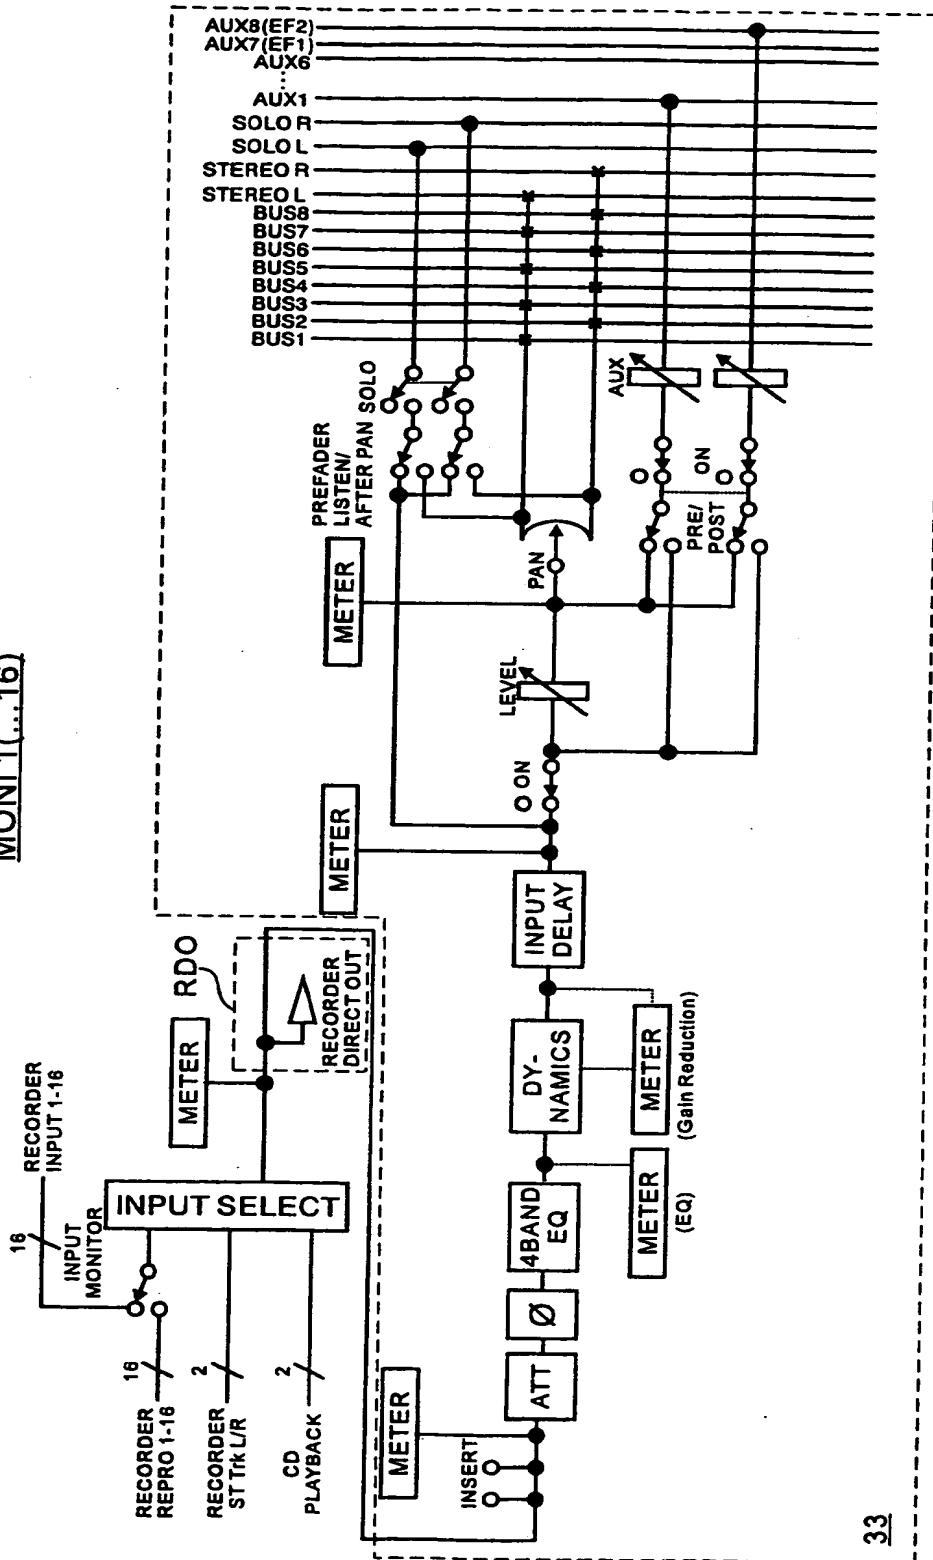 MONI 1(...16)
RECORDER
INPUT 1-16
16
INPUT
MONITOR
16
RECORDER
REPRO 1-16
2
RECORDER
ST Trk L/R
2
CD
PLAYBACK
INPUT SELECT
METER
RDO
RECORDER
DIRECT OUT
METER
INSERT
ATT
Ø
4BAND
EQ
METER
(EQ)
DY-
NAMICS
METER
(Gain Raduction)
INPUT
DELAY
METER
ON
LEVEL
METER
PAN
PREFADER
LISTEN/
AFTER PAN
SOLO
PRE/
POST
ON
AUX
AUX8(EF2)
AUX7(EF1)
AUX6
AUX1
SOLO R
SOLO L
STEREO R
STEREO L
BUS8
BUS7
BUS6
BUS5
BUS4
BUS3
BUS2
BUS1
33